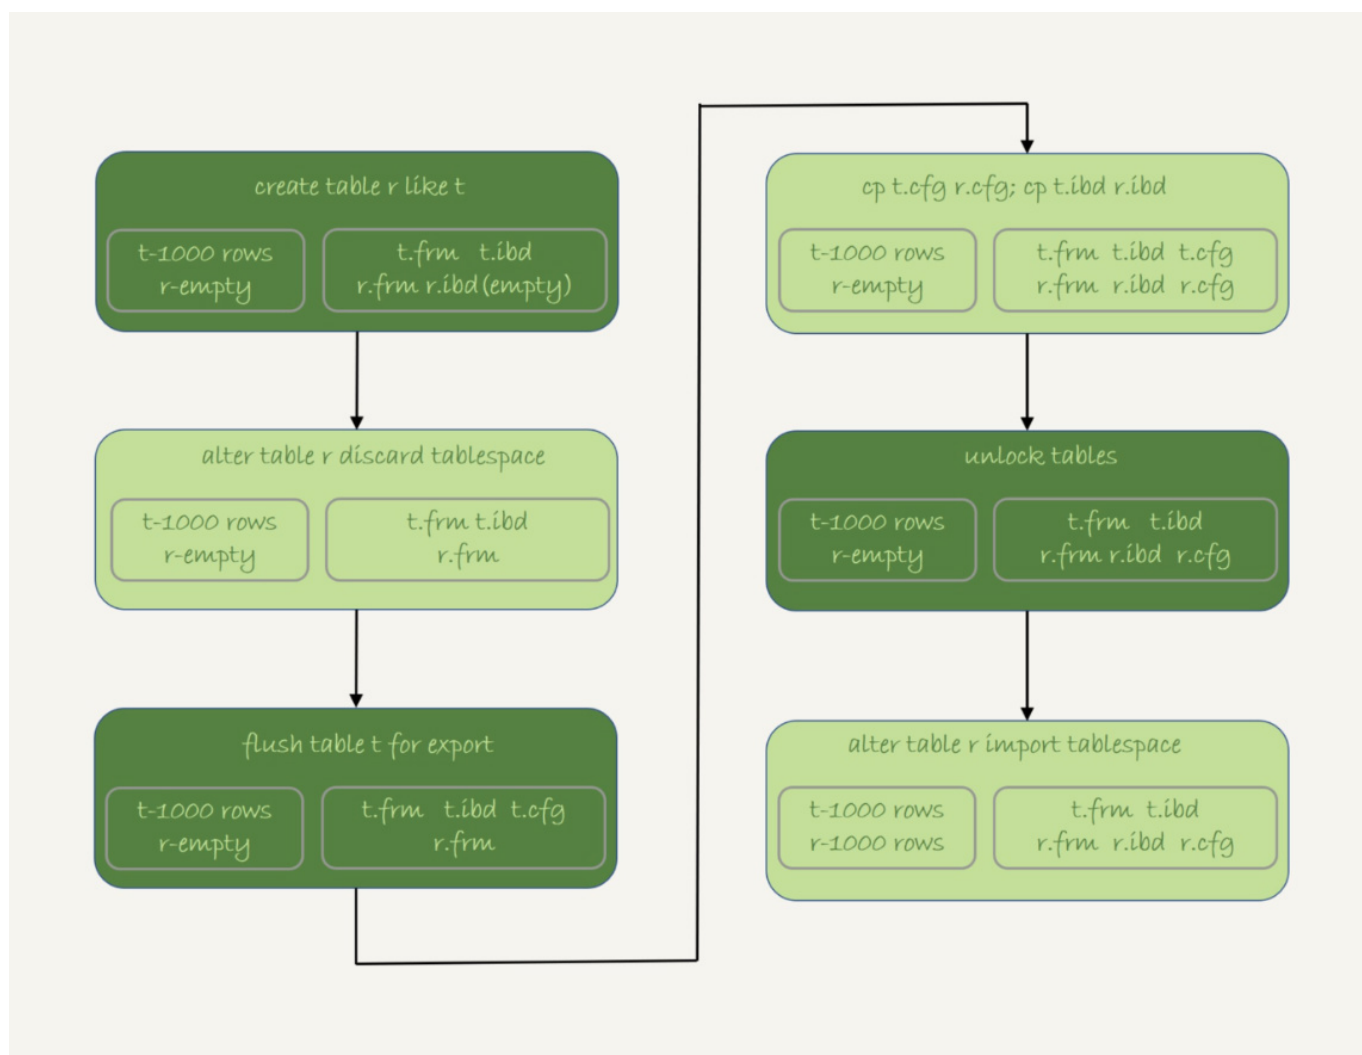 create table r like t
t-1000 rows
r-empty
t.frm t.ibd
r.frm r.ibd(empty)
alter table r discard tablespace
t-1000 rows
r-empty
t.frm t.ibd
r.frm
flush table t for export
t-1000 rows
r-empty
t.frm t.ibd t.cfg
r.frm
cp t.cfg r.cfg; cp t.ibd r.ibd
t-1000 rows
r-empty
t.frm t.ibd t.cfg
r.frm r.ibd r.cfg
unlock tables
t-1000 rows
r-empty
t.frm t.ibd
r.frm r.ibd r.cfg
alter table r import tablespace
t-1000 rows
r-1000 rows
t.frm t.ibd
r.frm r.ibd r.cfg